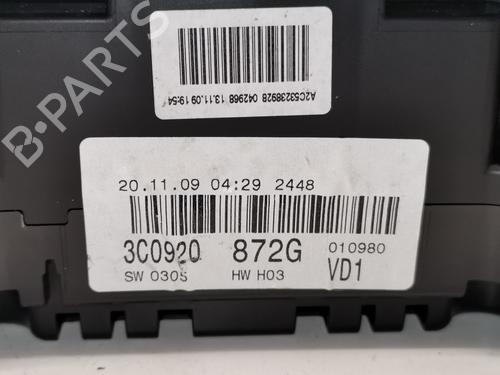 A2C53238928 042968 13.11.09 19:54
20.11.09 04:29 2448
3C0920 872G 010980
SW 0305 HW H03 VD1
B-PARTS